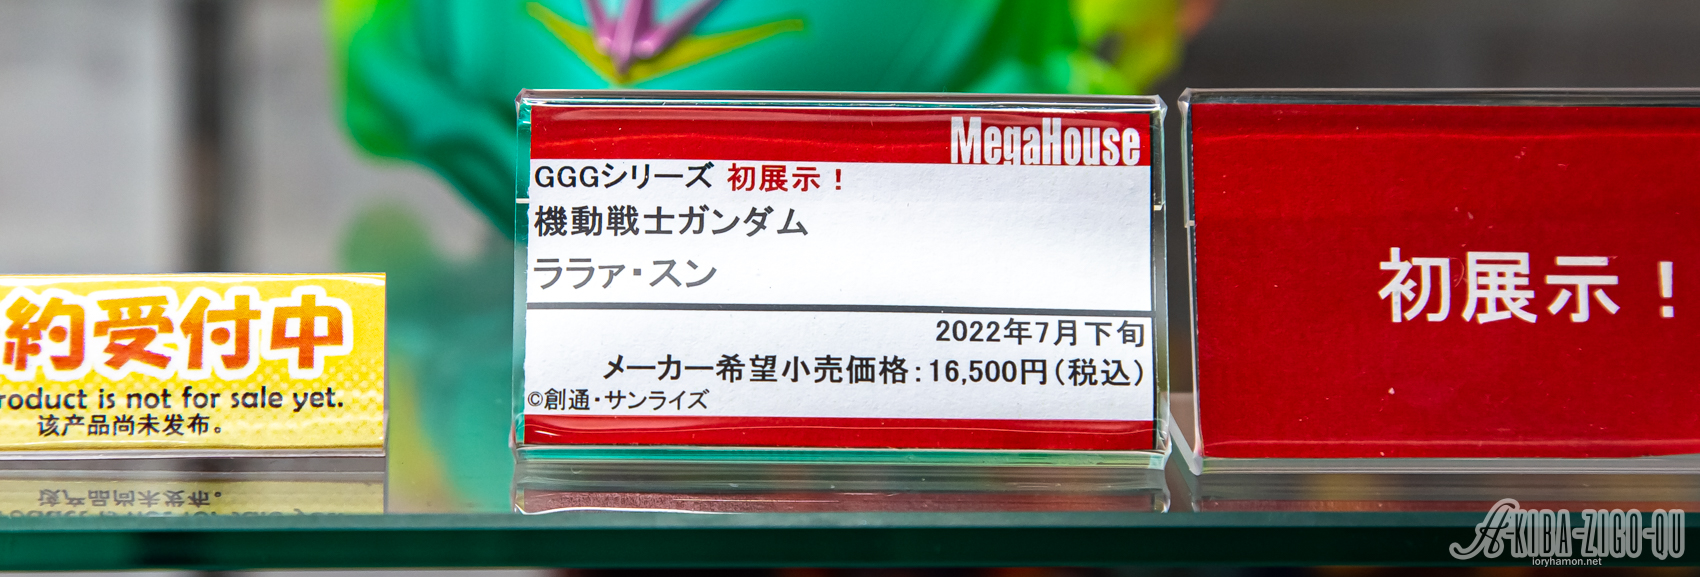 約受付中
roduct is not for sale yet.
该产品尚未发布。
MegaHouse
GGGシリーズ 初展示！
機動戦士ガンダム
ララァ・スン
2022年7月下旬
メーカー希望小売価格：16,500円（税込）
©創通・サンライズ
初展示！
AKIBA-ZIGO-QU
loryhamon.net